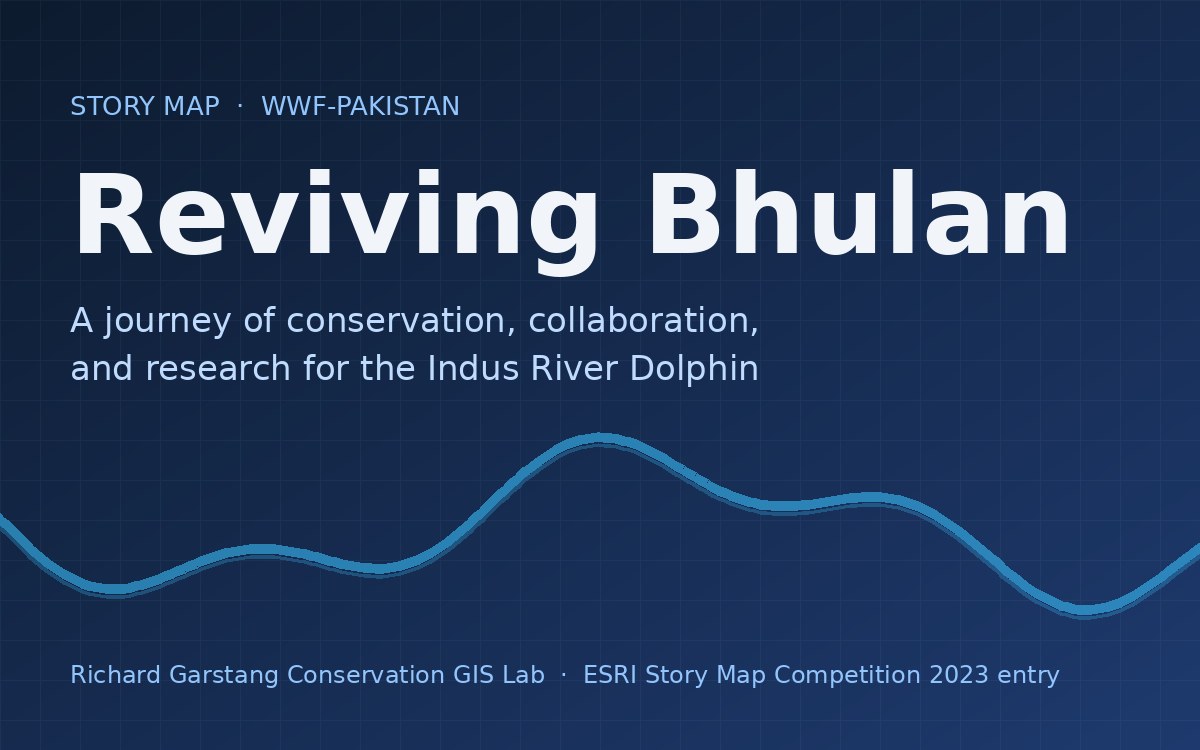 STORY MAP · WWF-PAKISTAN
Reviving Bhulan
A journey of conservation, collaboration,
and research for the Indus River Dolphin
Richard Garstang Conservation GIS Lab · ESRI Story Map Competition 2023 entry